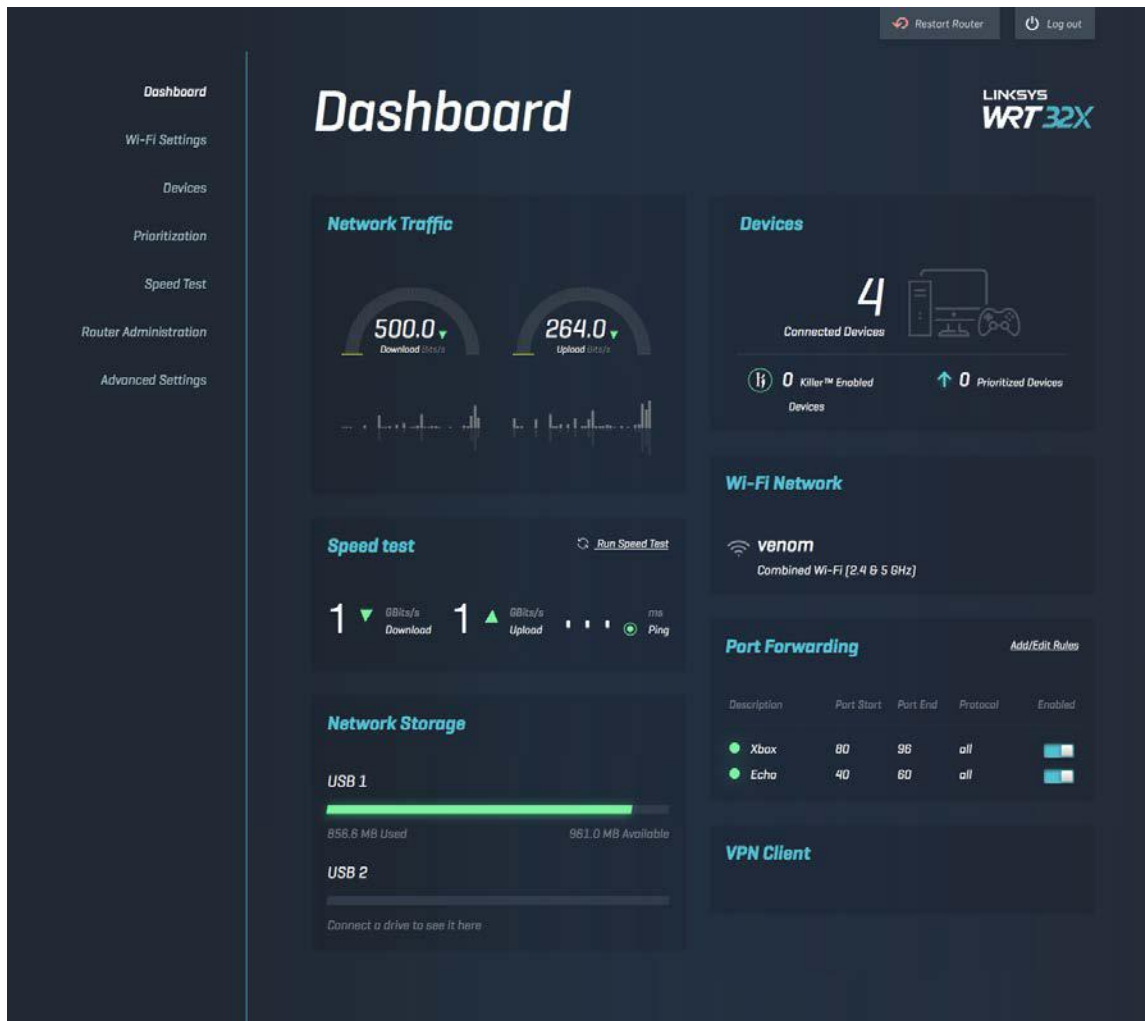 Restart Router
Log out
Dashboard
Wi-Fi Settings
Devices
Prioritization
Speed Test
Router Administration
Advanced Settings
Dashboard
LINKSYS
WRT 32X
Network Traffic
500.0
Download Bits/s
264.0
Upload Bits/s
Devices
4
Connected Devices
0 Killer™ Enabled
Devices
0 Prioritized Devices
Wi-Fi Network
venom
Combined Wi-Fi (2.4 & 5 GHz)
Speed test
Run Speed Test
1 GBits/s
Download
1 GBits/s
Upload
... ms
Ping
Port Forwarding
Add/Edit Rules
Description Port Start Port End Protocol Enabled
Xbox 80 96 all
Echo 40 60 all
Network Storage
USB 1
856.6 MB Used 961.0 MB Available
USB 2
Connect a drive to see it here
VPN Client